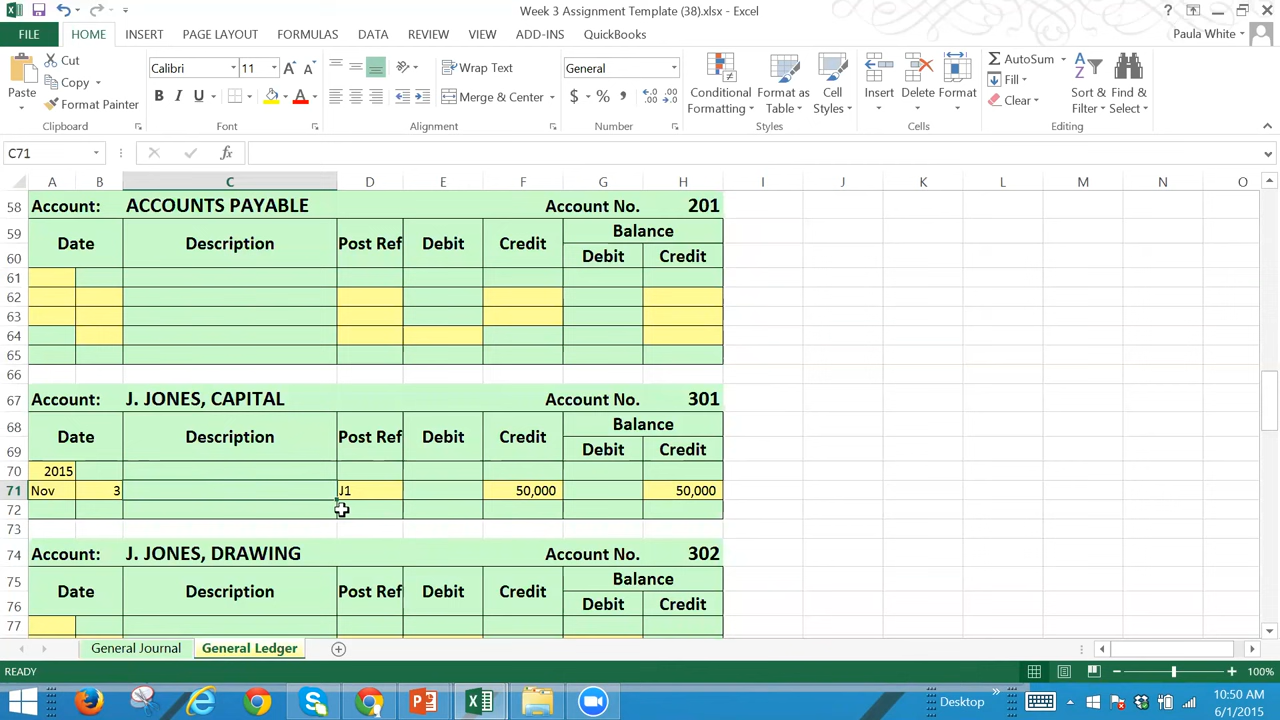 Week 3 Assignment Template (38).xlsx - Excel
?
FILE HOME INSERT PAGE LAYOUT FORMULAS DATA REVIEW VIEW ADD-INS QuickBooks Paula White
Paste
Cut
Copy
Format Painter
Clipboard
Calibri 11 A A
B I U A
Font
Wrap Text
Merge & Center
Alignment
General
$ % , .00
Number
Conditional Formatting
Format as Table
Cell Styles
Styles
Insert Delete Format
Cells
AutoSum
Fill
Clear
Sort & Filter
Find & Select
Editing
C71 fx
A B C D E F G H I J K L M N O
58 Account: ACCOUNTS PAYABLE Account No. 201
59 Date Description Post Ref Debit Credit Balance
60 Debit Credit
61
62
63
64
65
66
67 Account: J. JONES, CAPITAL Account No. 301
68 Date Description Post Ref Debit Credit Balance
69 Debit Credit
70 2015
71 Nov 3 J1 50,000 50,000
72
73
74 Account: J. JONES, DRAWING Account No. 302
75 Date Description Post Ref Debit Credit Balance
76 Debit Credit
77
General Journal General Ledger
READY 100%
Desktop 10:50 AM
6/1/2015